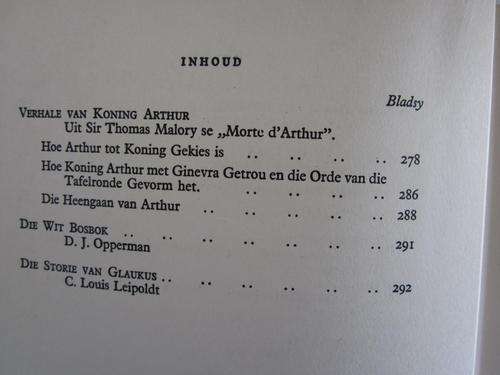 INHOUD
Bladsy
VERHALE VAN KONING ARTHUR
Uit Sir Thomas Malory se „Morte d'Arthur".
Hoe Arthur tot Koning Gekies is .. .. .. .. 278
Hoe Koning Arthur met Ginevra Getrou en die Orde van die
Tafelronde Gevorm het. .. .. .. .. 286
Die Heengaan van Arthur .. .. .. .. .. 288
DIE WIT BOSBOK .. .. .. .. .. .. .. 291
D. J. Opperman
DIE STORIE VAN GLAUKUS .. .. .. .. .. .. 292
C. Louis Leipoldt